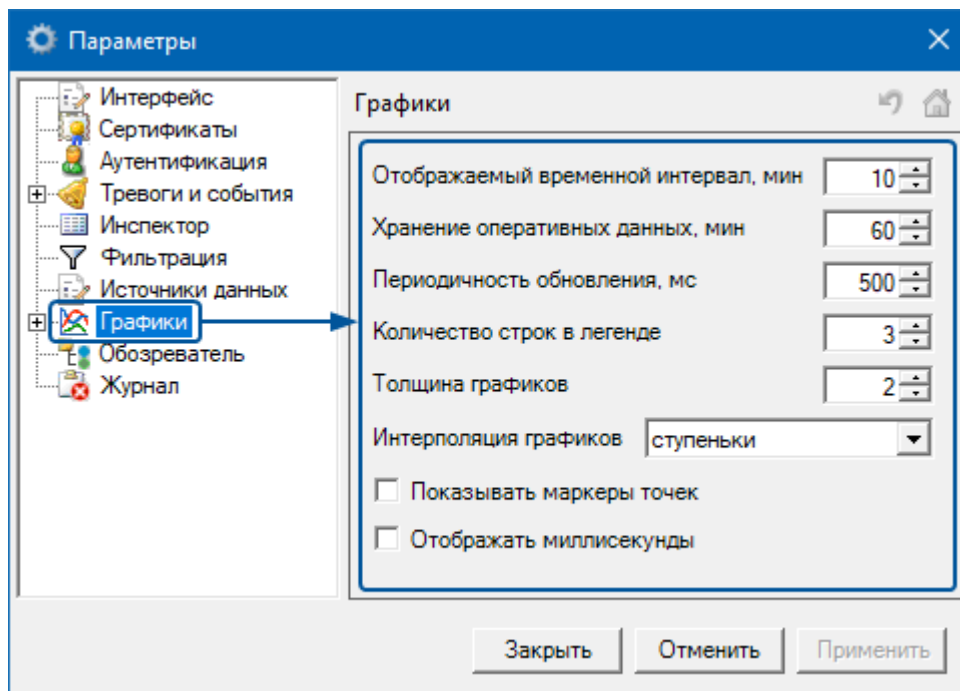 Параметры
Интерфейс
Сертификаты
Аутентификация
Тревоги и события
Инспектор
Фильтрация
Источники данных
Графики
Обозреватель
Журнал
Графики
Отображаемый временной интервал, мин 10
Хранение оперативных данных, мин 60
Периодичность обновления, мс 500
Количество строк в легенде 3
Толщина графиков 2
Интерполяция графиков ступеньки
Показывать маркеры точек
Отображать миллисекунды
Закрыть Отменить Применить